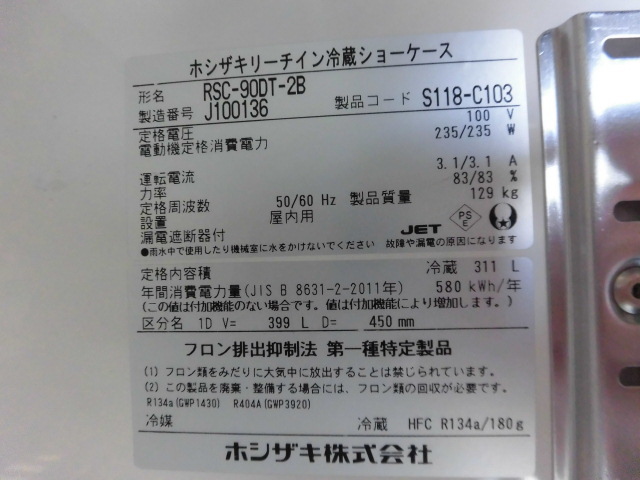 ホシザキリーチイン冷蔵ショーケース
形名 RSC-90DT-2B
製造番号 J100136 製品コード S118-C103
定格電圧 100 V
電動機定格消費電力 235/235 W
運転電流 3.1/3.1 A
力率 83/83 %
定格周波数 50/60 Hz 製品質量 129 kg
設置 屋内用
漏電遮断器付 JET PSE
●雨水中で使用したり機械室に水をかけないでください 故障や漏電の原因になります
定格内容積 冷蔵 311 L
年間消費電力量(JIS B 8631-2-2011年) 580 kWh/年
(この値は付加機能のない場合です。値は付加機能により増加します。)
区分名 1D V= 399 L D= 450 mm
フロン排出抑制法 第一種特定製品
(1) フロン類をみだりに大気中に放出することは禁じられています。
(2) この製品を廃棄・整備する場合には、フロン類の回収が必要です。
R134a(GWP1430) R404A(GWP3920)
冷媒 冷蔵 HFC R134a/180g
ホシザキ株式会社